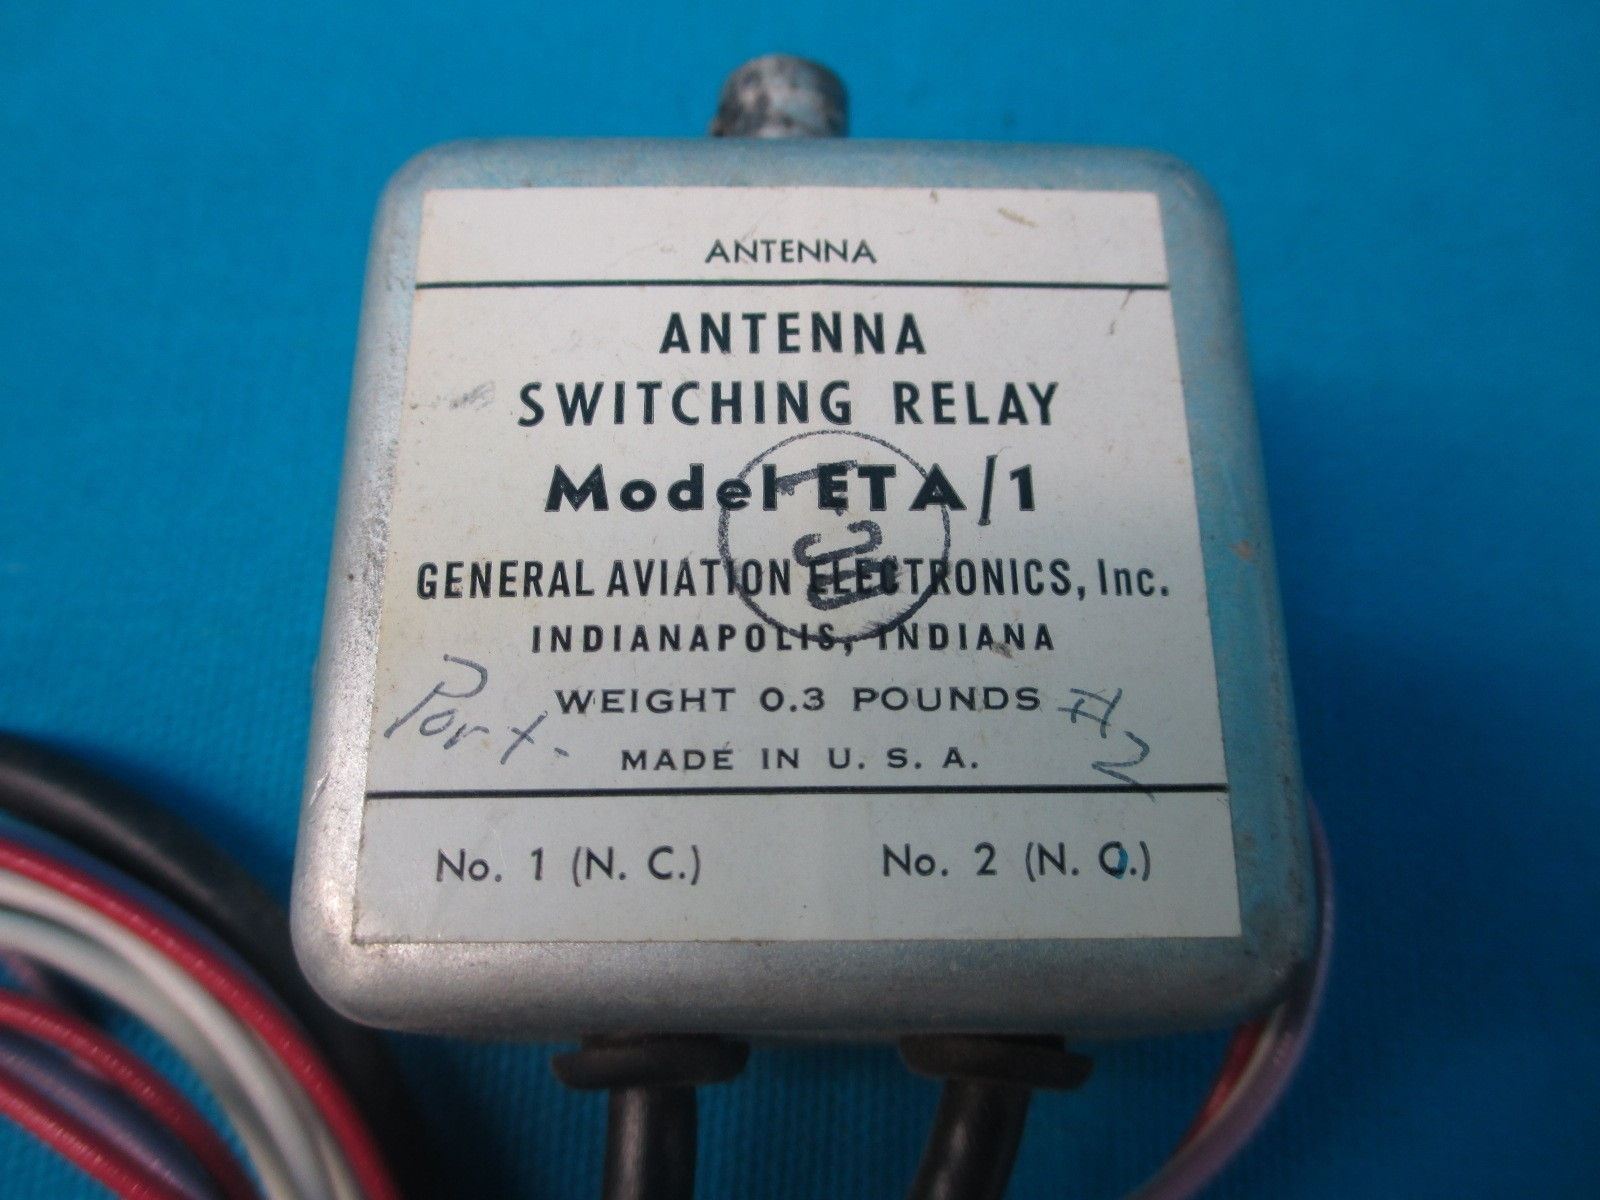 ANTENNA
ANTENNA
SWITCHING RELAY
Model ETA/1
GENERAL AVIATION ELECTRONICS, Inc.
INDIANAPOLIS, INDIANA
WEIGHT 0.3 POUNDS
Port. #2
MADE IN U. S. A.
No. 1 (N. C.) No. 2 (N. O.)